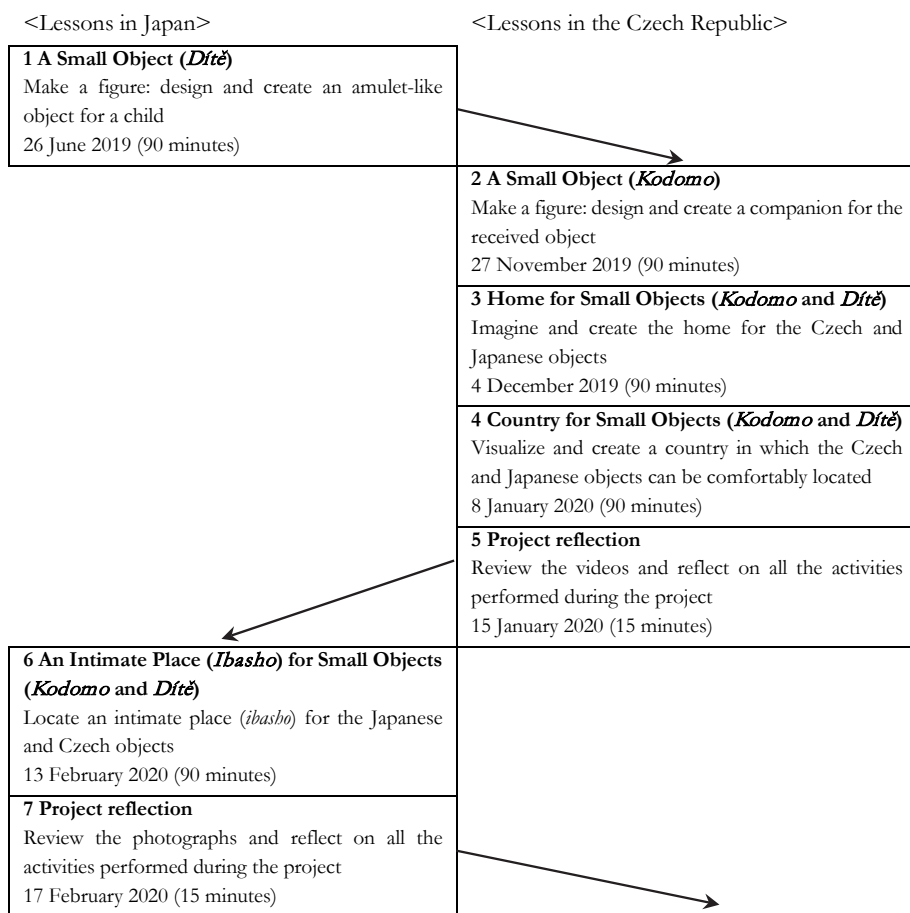 <Lessons in Japan>
<Lessons in the Czech Republic>
1 A Small Object (Dítě)
Make a figure: design and create an amulet-like
object for a child
26 June 2019 (90 minutes)
2 A Small Object (Kodomo)
Make a figure: design and create a companion for the
received object
27 November 2019 (90 minutes)
3 Home for Small Objects (Kodomo and Dítě)
Imagine and create the home for the Czech and
Japanese objects
4 December 2019 (90 minutes)
4 Country for Small Objects (Kodomo and Dítě)
Visualize and create a country in which the Czech
and Japanese objects can be comfortably located
8 January 2020 (90 minutes)
5 Project reflection
Review the videos and reflect on all the activities
performed during the project
15 January 2020 (15 minutes)
6 An Intimate Place (Ibasho) for Small Objects
(Kodomo and Dítě)
Locate an intimate place (ibasho) for the Japanese
and Czech objects
13 February 2020 (90 minutes)
7 Project reflection
Review the photographs and reflect on all the
activities performed during the project
17 February 2020 (15 minutes)